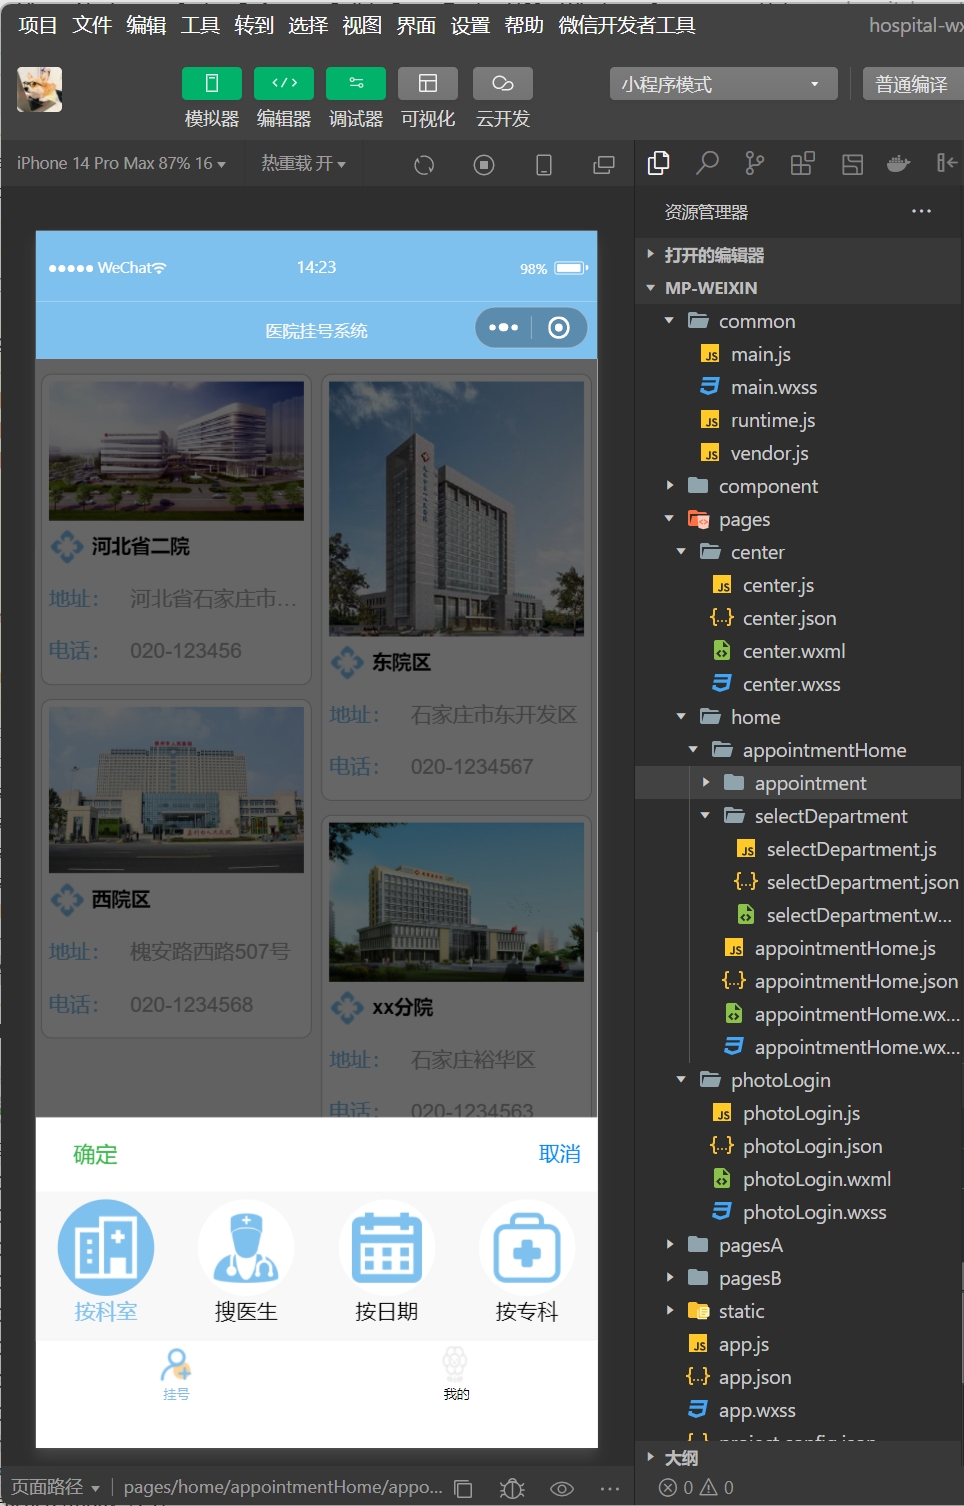 项目 文件 编辑 工具 转到 选择 视图 界面 设置 帮助 微信开发者工具
hospital-wx
模拟器 编辑器 调试器 可视化 云开发
小程序模式
普通编译
iPhone 14 Pro Max 87% 16
热重载 开
WeChat
14:23
98%
医院挂号系统
河北省二院
地址： 河北省石家庄市...
电话： 020-123456
西院区
地址： 槐安路西路507号
电话： 020-1234568
东院区
地址： 石家庄市东开发区
电话： 020-1234567
xx分院
地址： 石家庄裕华区
电话： 020-1234563
确定
取消
按科室
搜医生
按日期
按专科
挂号
我的
页面路径
pages/home/appointmentHome/appo...
资源管理器
打开的编辑器
MP-WEIXIN
common
main.js
main.wxss
runtime.js
vendor.js
component
pages
center
center.js
center.json
center.wxml
center.wxss
home
appointmentHome
appointment
selectDepartment
selectDepartment.js
selectDepartment.json
selectDepartment.w...
appointmentHome.js
appointmentHome.json
appointmentHome.wx...
appointmentHome.wx...
photoLogin
photoLogin.js
photoLogin.json
photoLogin.wxml
photoLogin.wxss
pagesA
pagesB
static
app.js
app.json
app.wxss
project.config.json
大纲
0
0